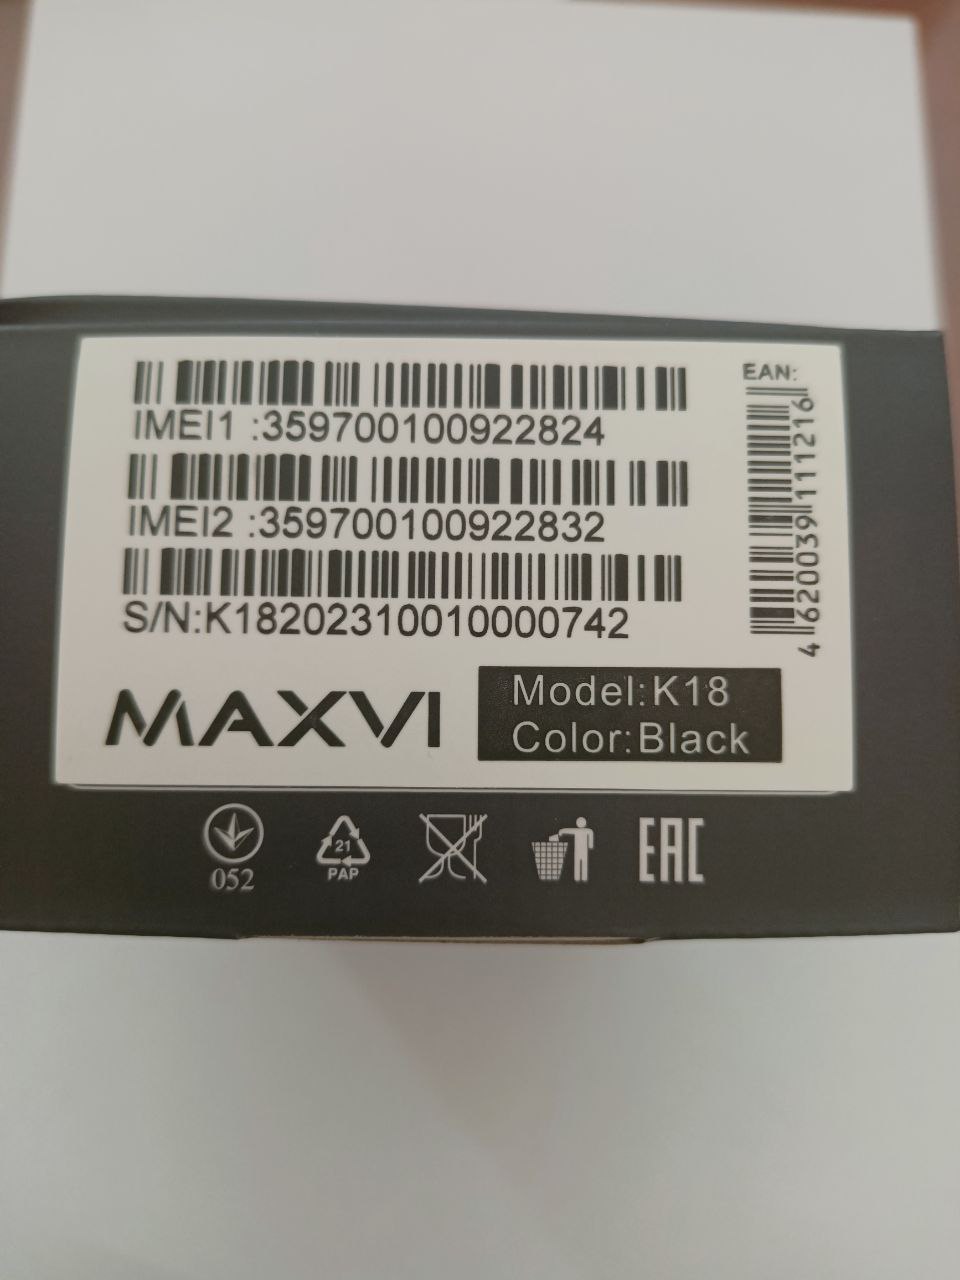 IMEI1 :359700100922824
IMEI2 :359700100922832
S/N:K18202310010000742
EAN:
4 620039 111216
MAXVI
Model:K18
Color:Black
052
21
PAP
EAC